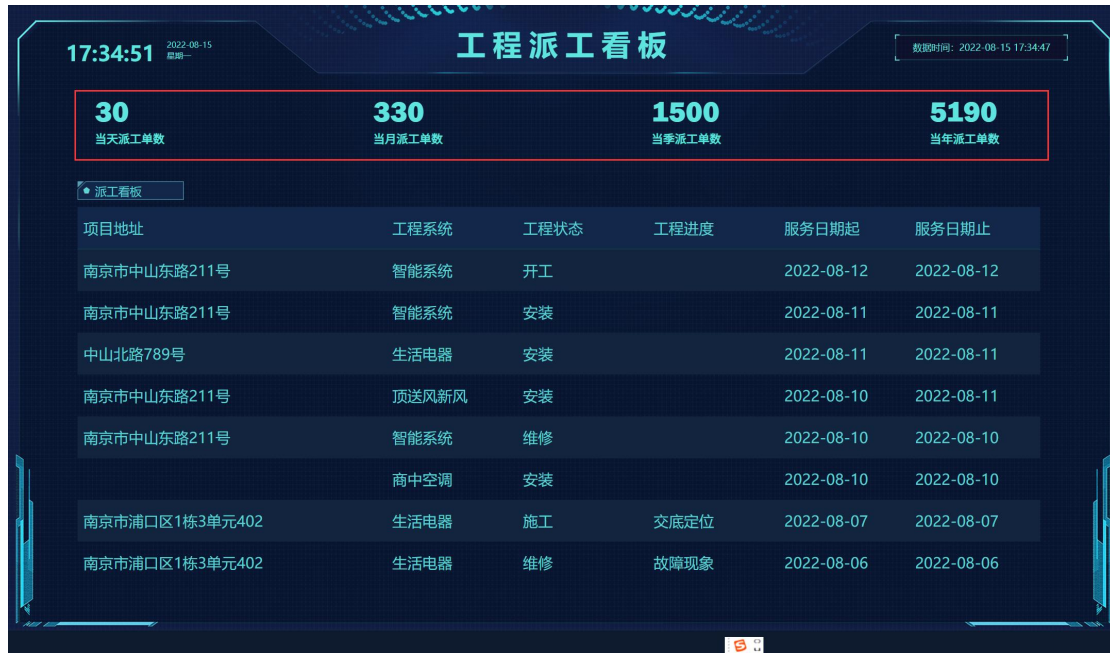 17:34:51 2022-08-15 星期一
工程派工看板
数据时间: 2022-08-15 17:34:47
30 330 1500 5190
当天派工单数 当月派工单数 当季派工单数 当年派工单数
派工看板
项目地址 工程系统 工程状态 工程进度 服务日期起 服务日期止
南京市中山东路211号 智能系统 开工 2022-08-12 2022-08-12
南京市中山东路211号 智能系统 安装 2022-08-11 2022-08-11
中山北路789号 生活电器 安装 2022-08-11 2022-08-11
南京市中山东路211号 顶送风新风 安装 2022-08-10 2022-08-11
南京市中山东路211号 智能系统 维修 2022-08-10 2022-08-10
商中空调 安装 2022-08-10 2022-08-10
南京市浦口区1栋3单元402 生活电器 施工 交底定位 2022-08-07 2022-08-07
南京市浦口区1栋3单元402 生活电器 维修 故障现象 2022-08-06 2022-08-06